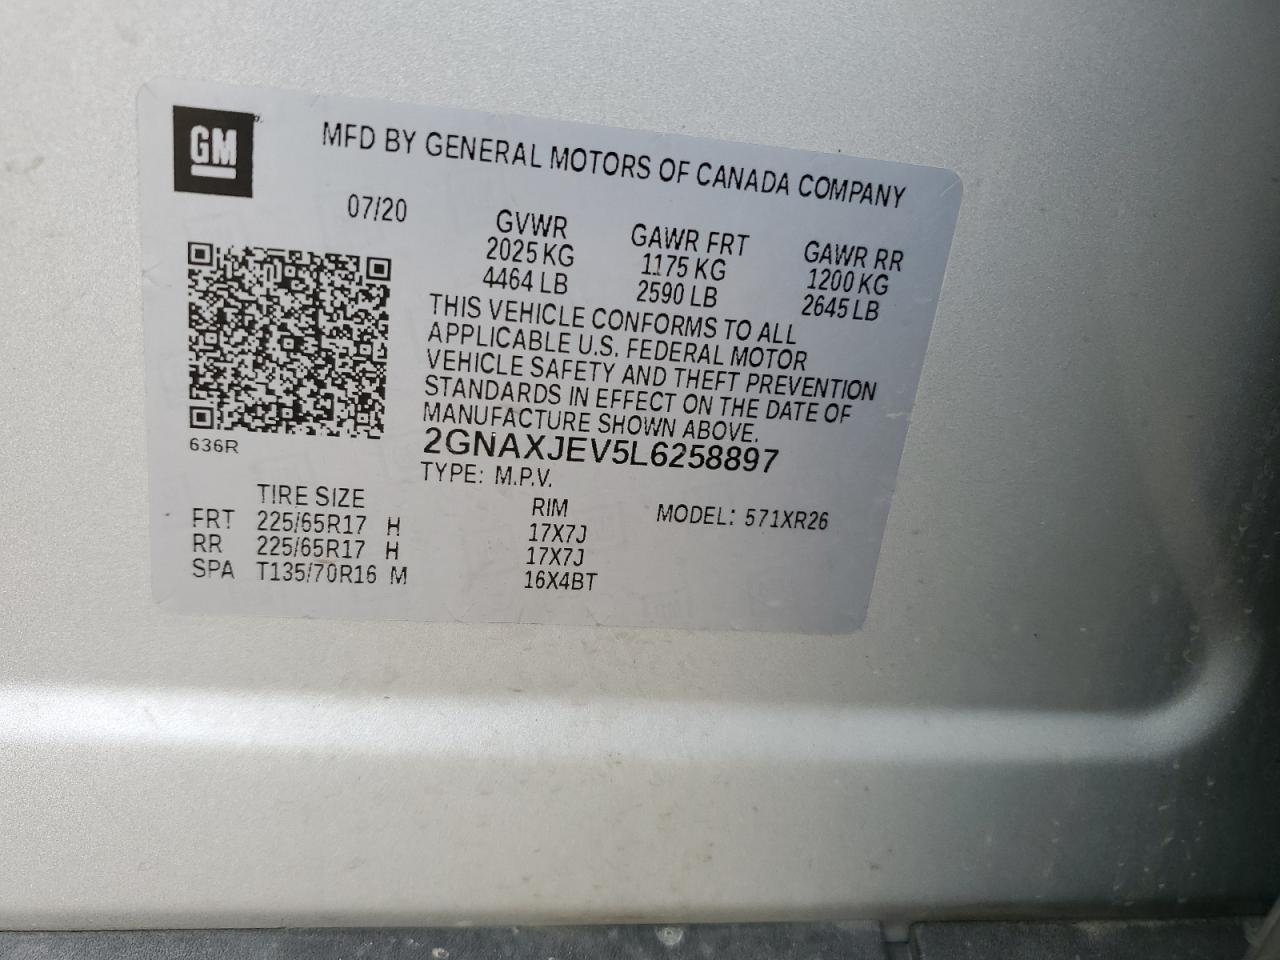 GM
MFD BY GENERAL MOTORS OF CANADA COMPANY
07/20
GVWR
2025 KG
4464 LB
GAWR FRT
1175 KG
2590 LB
GAWR RR
1200 KG
2645 LB
THIS VEHICLE CONFORMS TO ALL
APPLICABLE U.S. FEDERAL MOTOR
VEHICLE SAFETY AND THEFT PREVENTION
STANDARDS IN EFFECT ON THE DATE OF
MANUFACTURE SHOWN ABOVE.
636R
2GNAXJEV5L6258897
TYPE: M.P.V.
TIRE SIZE RIM MODEL: 571XR26
FRT 225/65R17 H 17X7J
RR 225/65R17 H 17X7J
SPA T135/70R16 M 16X4BT